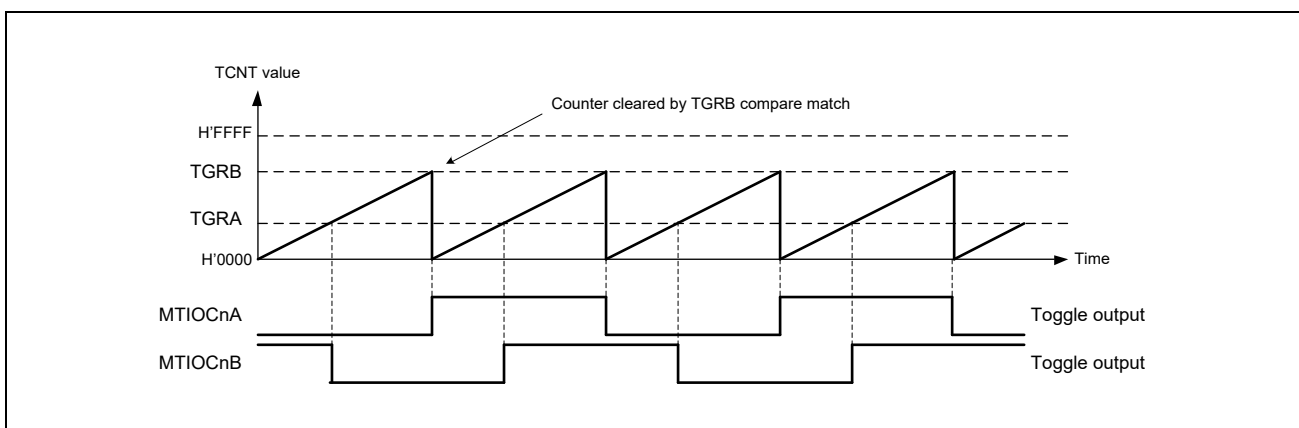 TCNT value
Counter cleared by TGRB compare match
H'FFFF
TGRB
TGRA
H'0000
Time
MTIOCnA
Toggle output
MTIOCnB
Toggle output